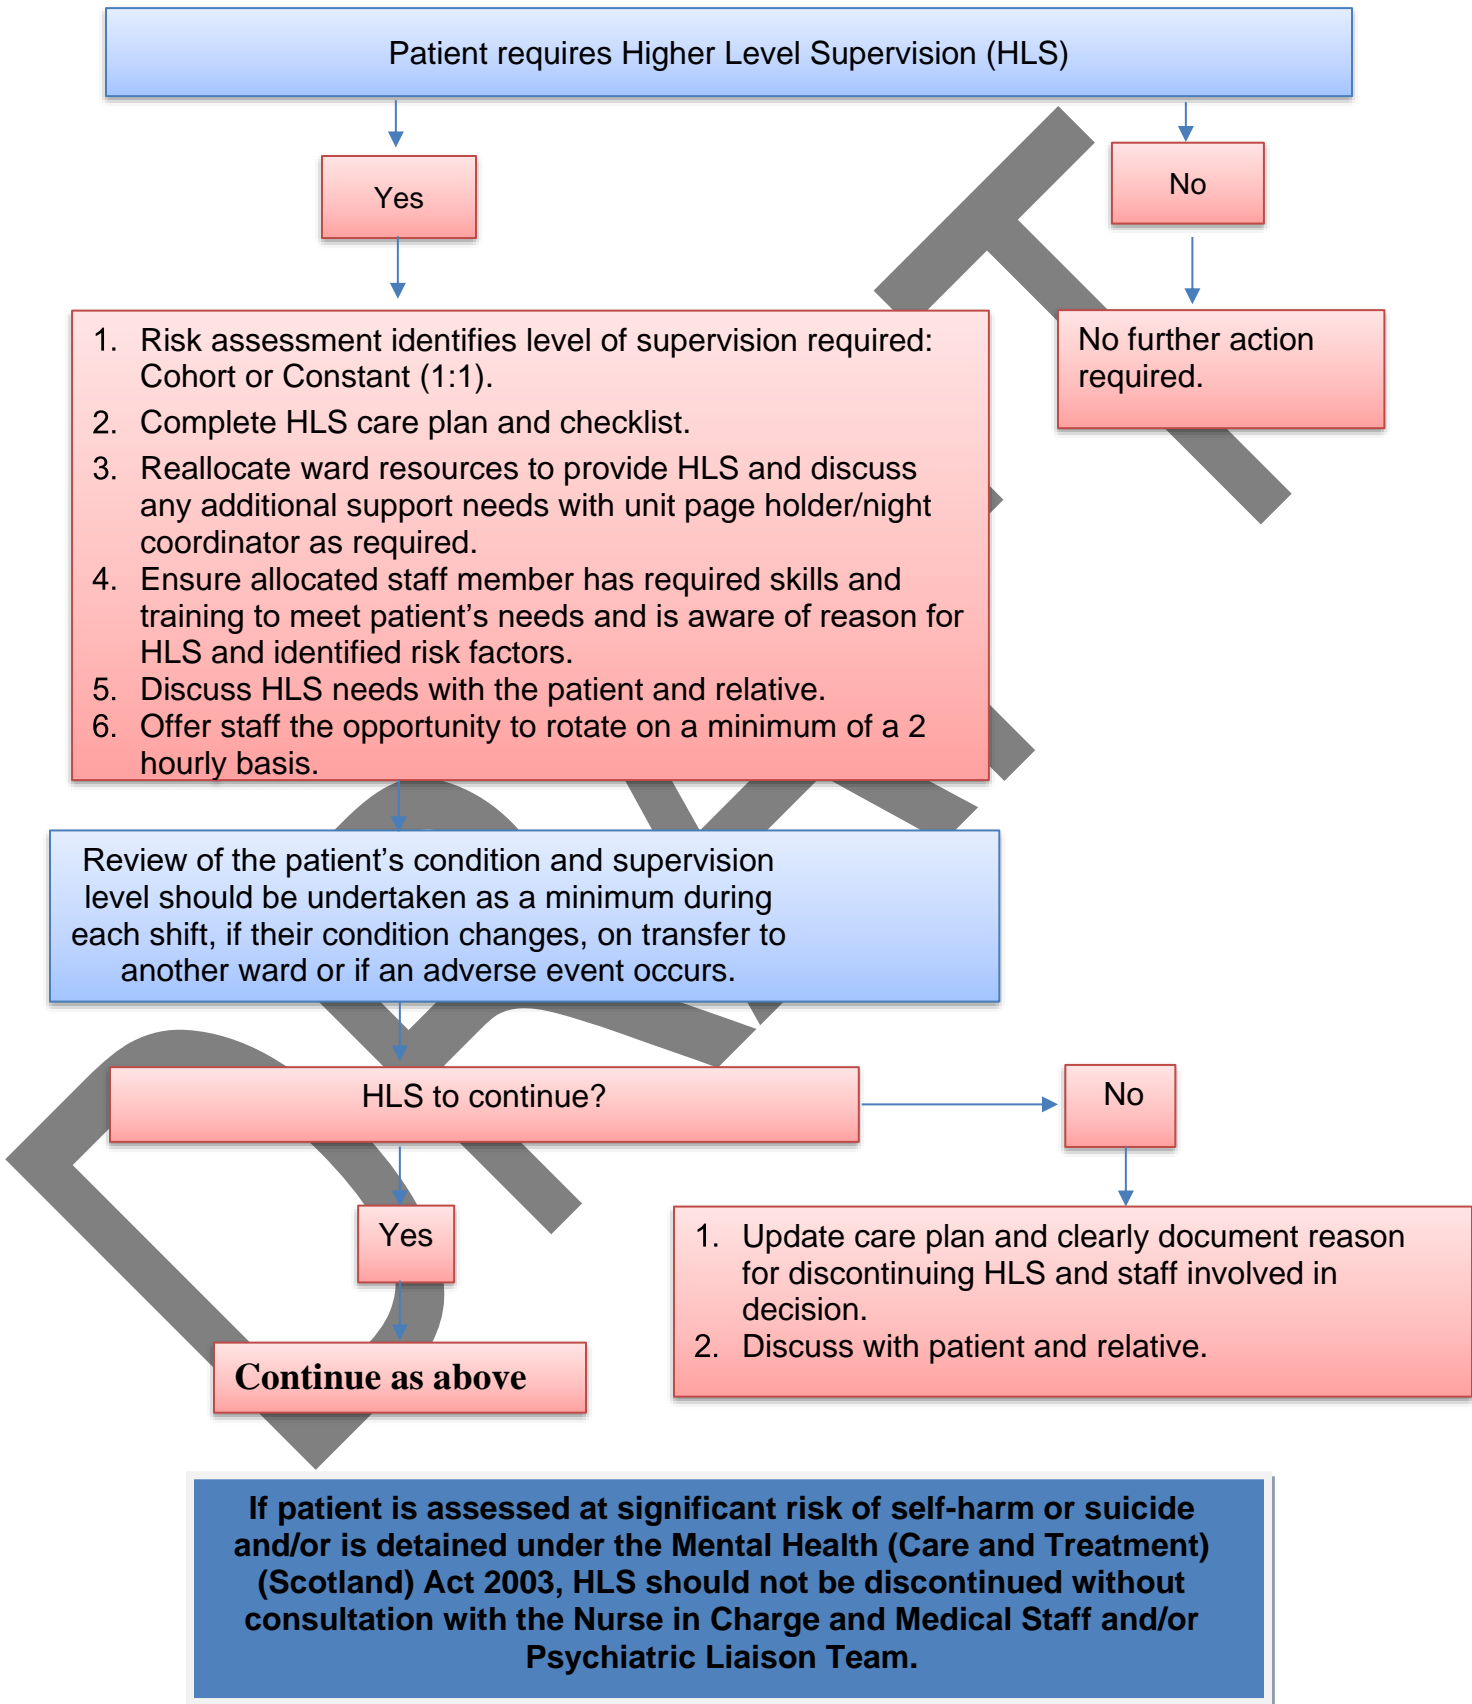 Patient requires Higher Level Supervision (HLS)
Yes
No
1. Risk assessment identifies level of supervision required:
Cohort or Constant (1:1).
2. Complete HLS care plan and checklist.
3. Reallocate ward resources to provide HLS and discuss
any additional support needs with unit page holder/night
coordinator as required.
4. Ensure allocated staff member has required skills and
training to meet patient’s needs and is aware of reason for
HLS and identified risk factors.
5. Discuss HLS needs with the patient and relative.
6. Offer staff the opportunity to rotate on a minimum of a 2
hourly basis.
No further action
required.
Review of the patient’s condition and supervision
level should be undertaken as a minimum during
each shift, if their condition changes, on transfer to
another ward or if an adverse event occurs.
HLS to continue?
No
Yes
1. Update care plan and clearly document reason
for discontinuing HLS and staff involved in
decision.
2. Discuss with patient and relative.
Continue as above
If patient is assessed at significant risk of self-harm or suicide
and/or is detained under the Mental Health (Care and Treatment)
(Scotland) Act 2003, HLS should not be discontinued without
consultation with the Nurse in Charge and Medical Staff and/or
Psychiatric Liaison Team.
DRAFT